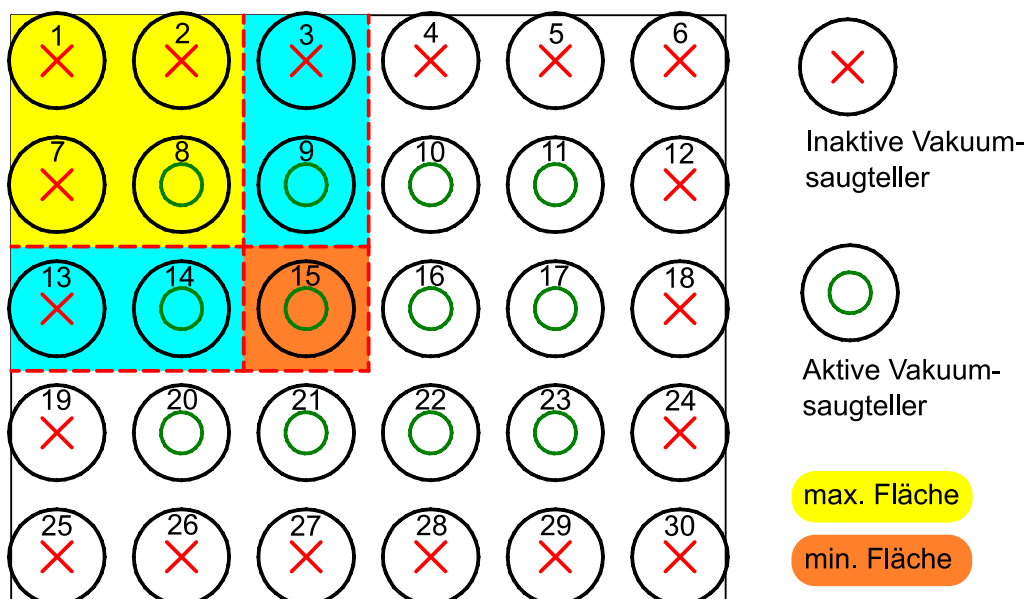 1 2 3 4 5 6
7 8 9 10 11 12
13 14 15 16 17 18
19 20 21 22 23 24
25 26 27 28 29 30
Inaktive Vakuum-
saugteller
Aktive Vakuum-
saugteller
max. Fläche
min. Fläche